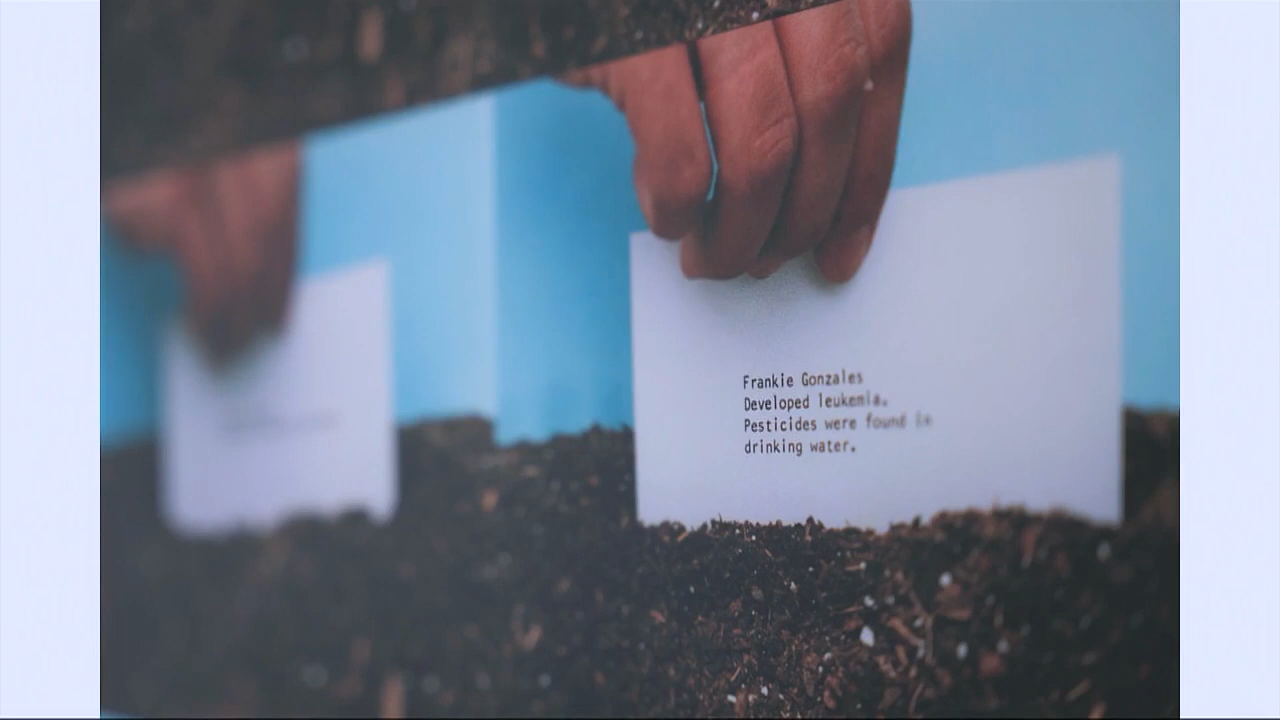 Frankie Gonzales
Developed leukemia.
Pesticides were found in
drinking water.